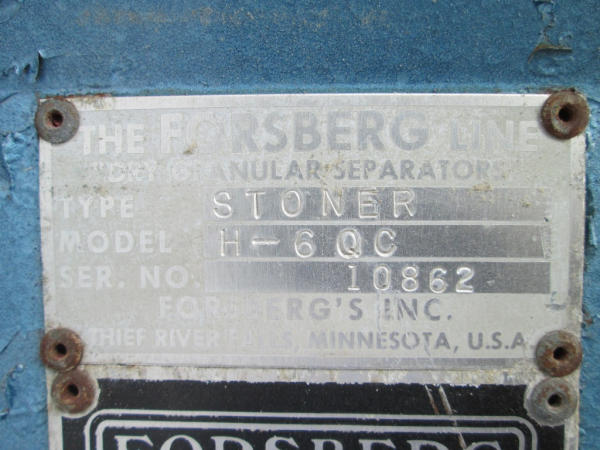 THE FORSBERG LINE
"DRY GRANULAR SEPARATORS
TYPE STONER
MODEL H-6QC
SER. NO. 10862
FORSBERG'S INC.
THIEF RIVER FALLS, MINNESOTA, U.S.A.
FORSBERG